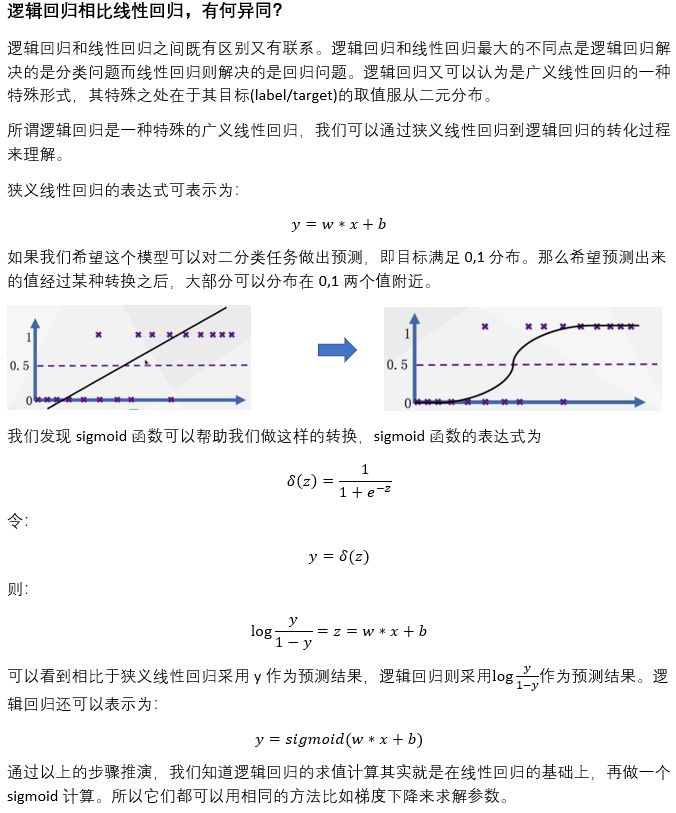 逻辑回归相比线性回归，有何异同？
逻辑回归和线性回归之间既有区别又有联系。逻辑回归和线性回归最大的不同点是逻辑回归解
决的是分类问题而线性回归则解决的是回归问题。逻辑回归又可以认为是广义线性回归的一种
特殊形式，其特殊之处在于其目标(label/target)的取值服从二元分布。
所谓逻辑回归是一种特殊的广义线性回归，我们可以通过狭义线性回归到逻辑回归的转化过程
来理解。
狭义线性回归的表达式可表示为：
y = w * x + b
如果我们希望这个模型可以对二分类任务做出预测，即目标满足 0,1 分布。那么希望预测出来
的值经过某种转换之后，大部分可以分布在 0,1 两个值附近。
1
0.5
0
1
0.5
0
我们发现 sigmoid 函数可以帮助我们做这样的转换，sigmoid 函数的表达式为
δ(z) = 1 / (1 + e^{-z})
令：
y = δ(z)
则：
log y/(1 − y) = z = w * x + b
可以看到相比于狭义线性回归采用 y 作为预测结果，逻辑回归则采用log y/(1−y)作为预测结果。逻
辑回归还可以表示为：
y = sigmoid(w * x + b)
通过以上的步骤推演，我们知道逻辑回归的求值计算其实就是在线性回归的基础上，再做一个
sigmoid 计算。所以它们都可以用相同的方法比如梯度下降来求解参数。